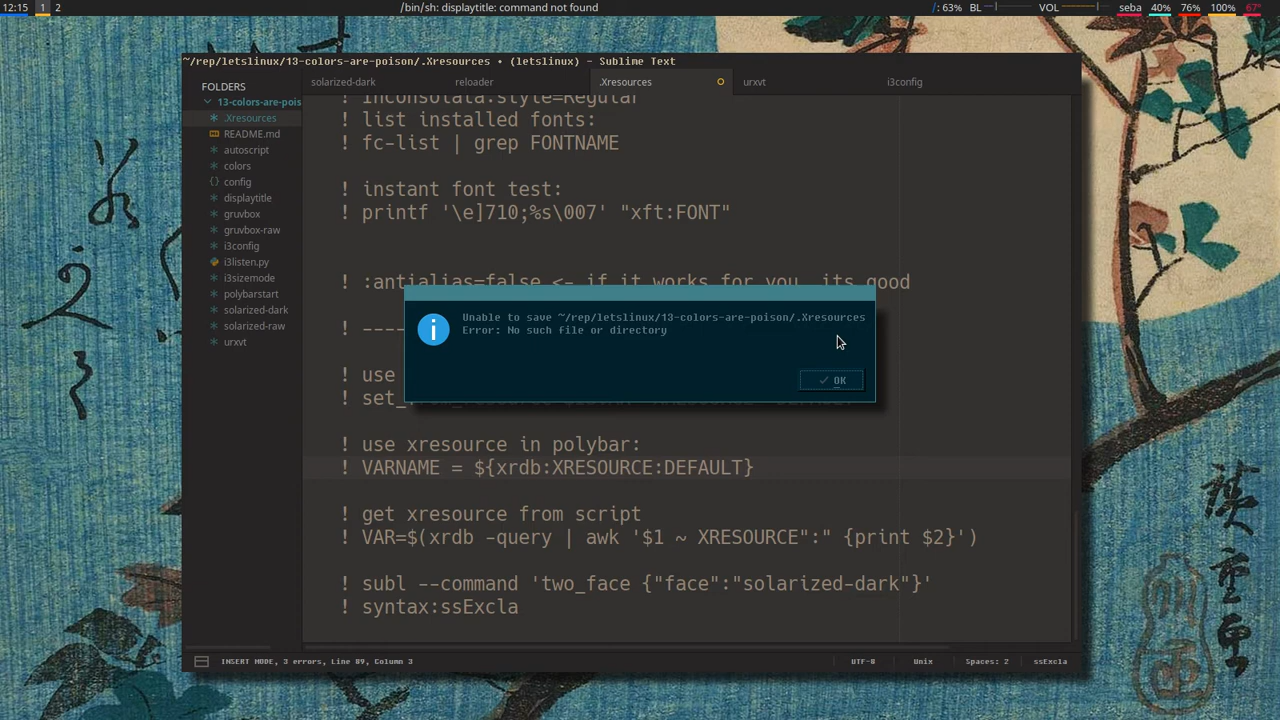 12:15 1 2 /bin/sh: displaytitle: command not found /: 63% BL VOL seba 40% 76% 100% 67°
~/rep/letslinux/13-colors-are-poison/.Xresources • (letslinux) - Sublime Text
solarized-dark reloader .Xresources urxvt i3config
FOLDERS
13-colors-are-pois
.Xresources
README.md
autoscript
colors
{} config
displaytitle
gruvbox
gruvbox-raw
i3config
i3listen.py
i3sizemode
polybarstart
solarized-dark
solarized-raw
urxvt
! inconsolata:style=Regular
! list installed fonts:
! fc-list | grep FONTNAME
! instant font test:
! printf '\e]710;%s\007' "xft:FONT"
! :antialias=false <- if it works for you, its good
! ----
! use
! set_
! use xresource in polybar:
! VARNAME = ${xrdb:XRESOURCE:DEFAULT}
! get xresource from script
! VAR=$(xrdb -query | awk '$1 ~ XRESOURCE":" {print $2}')
! subl --command 'two_face {"face":"solarized-dark"}'
! syntax:ssExcla
Unable to save ~/rep/letslinux/13-colors-are-poison/.Xresources
Error: No such file or directory
OK
INSERT MODE, 3 errors, Line 89, Column 3 UTF-8 Unix Spaces: 2 ssExcla